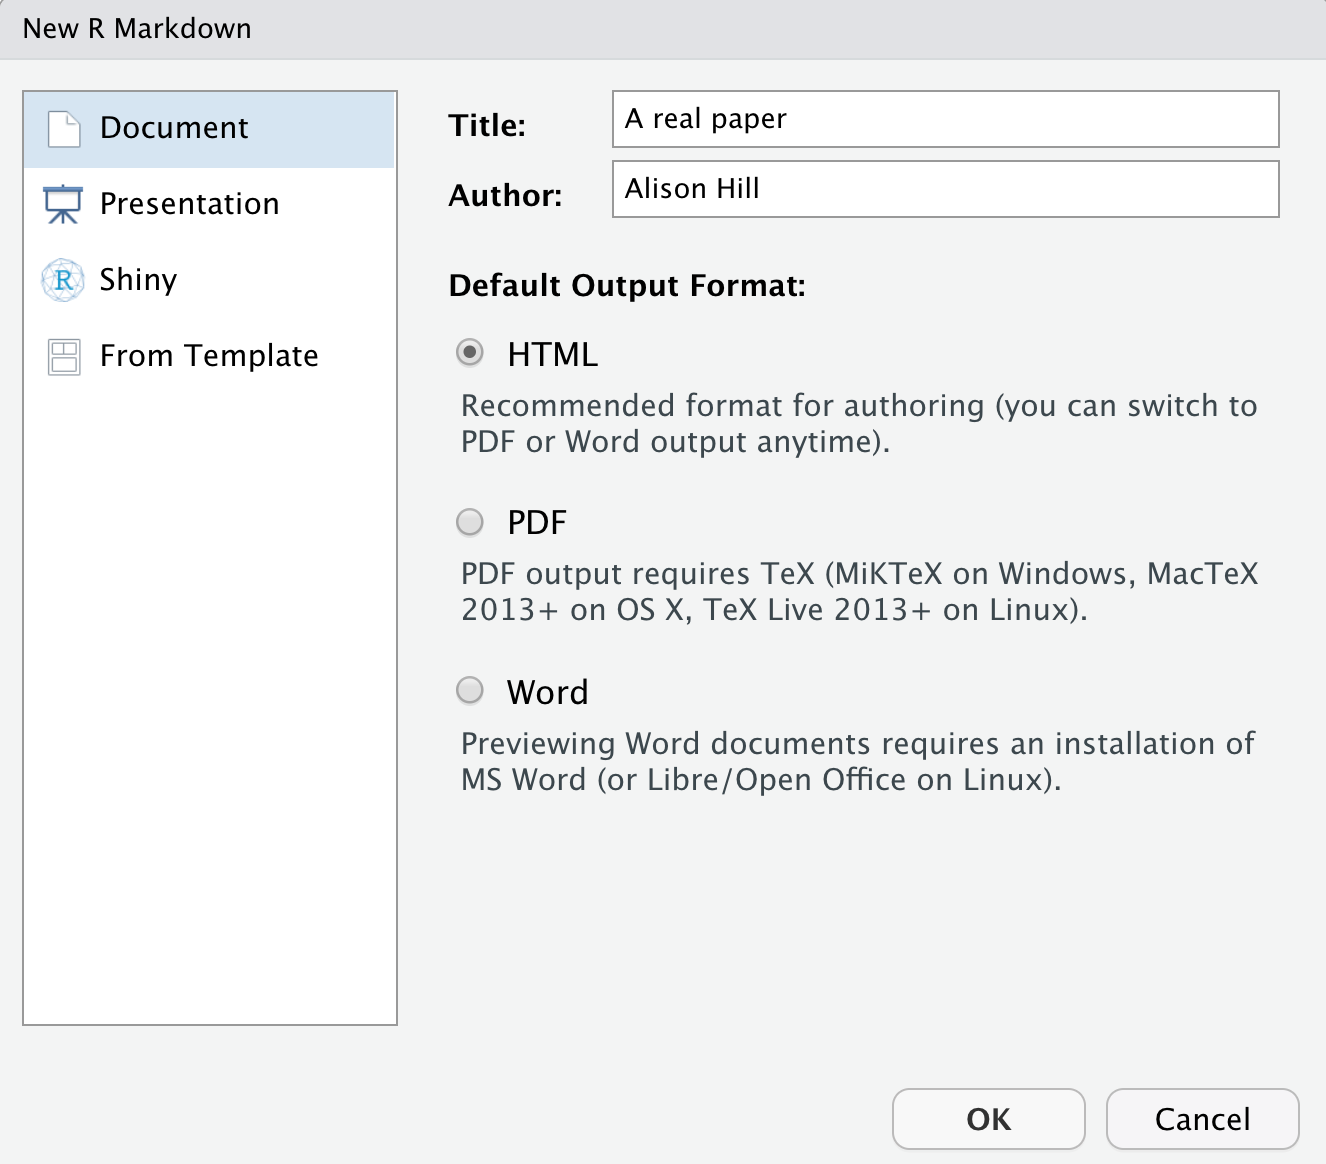 New R Markdown
Document
Presentation
R
Shiny
From Template
Title:
A real paper
Author:
Alison Hill
Default Output Format:
HTML
Recommended format for authoring (you can switch to
PDF or Word output anytime).
PDF
PDF output requires TeX (MiKTeX on Windows, MacTeX
2013+ on OS X, TeX Live 2013+ on Linux).
Word
Previewing Word documents requires an installation of
MS Word (or Libre/Open Office on Linux).
OK
Cancel